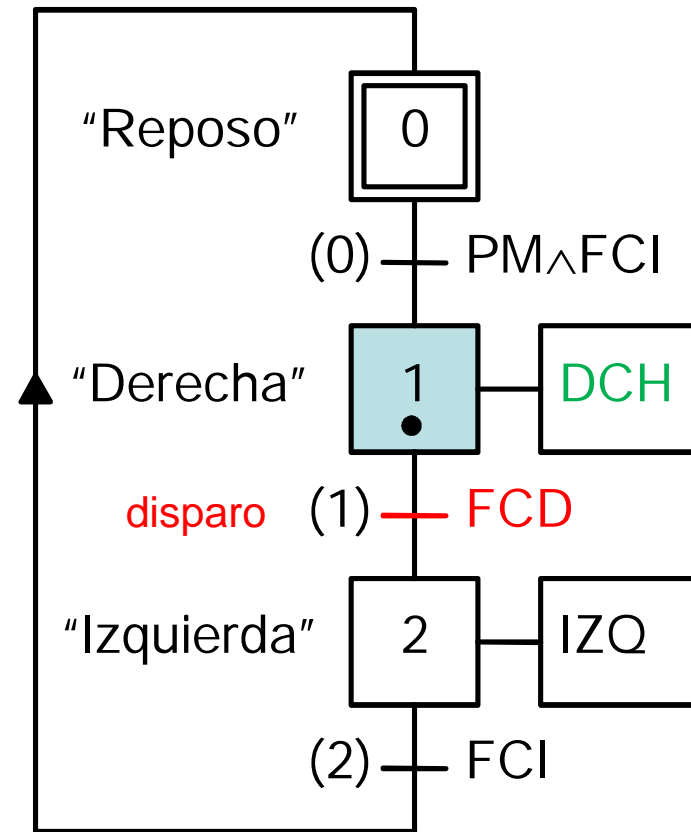 “Reposo” 0
(0) PM∧FCI
“Derecha” 1 DCH
disparo (1) FCD
“Izquierda” 2 IZQ
(2) FCI